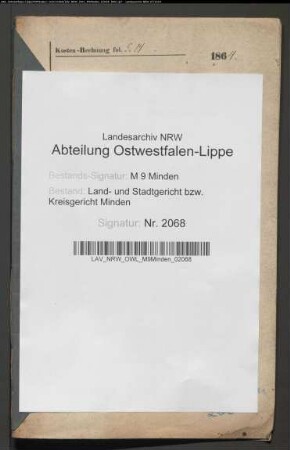 Kosten-Rechnung fol. 
186
Landesarchiv NRW
Abteilung Ostwestfalen-Lippe
Bestands-Signatur: M 9 Minden
Bestand: Land- und Stadtgericht bzw.
Kreisgericht Minden
Signatur: Nr. 2068
LAV_NRW_OWL_M9Minden_02068